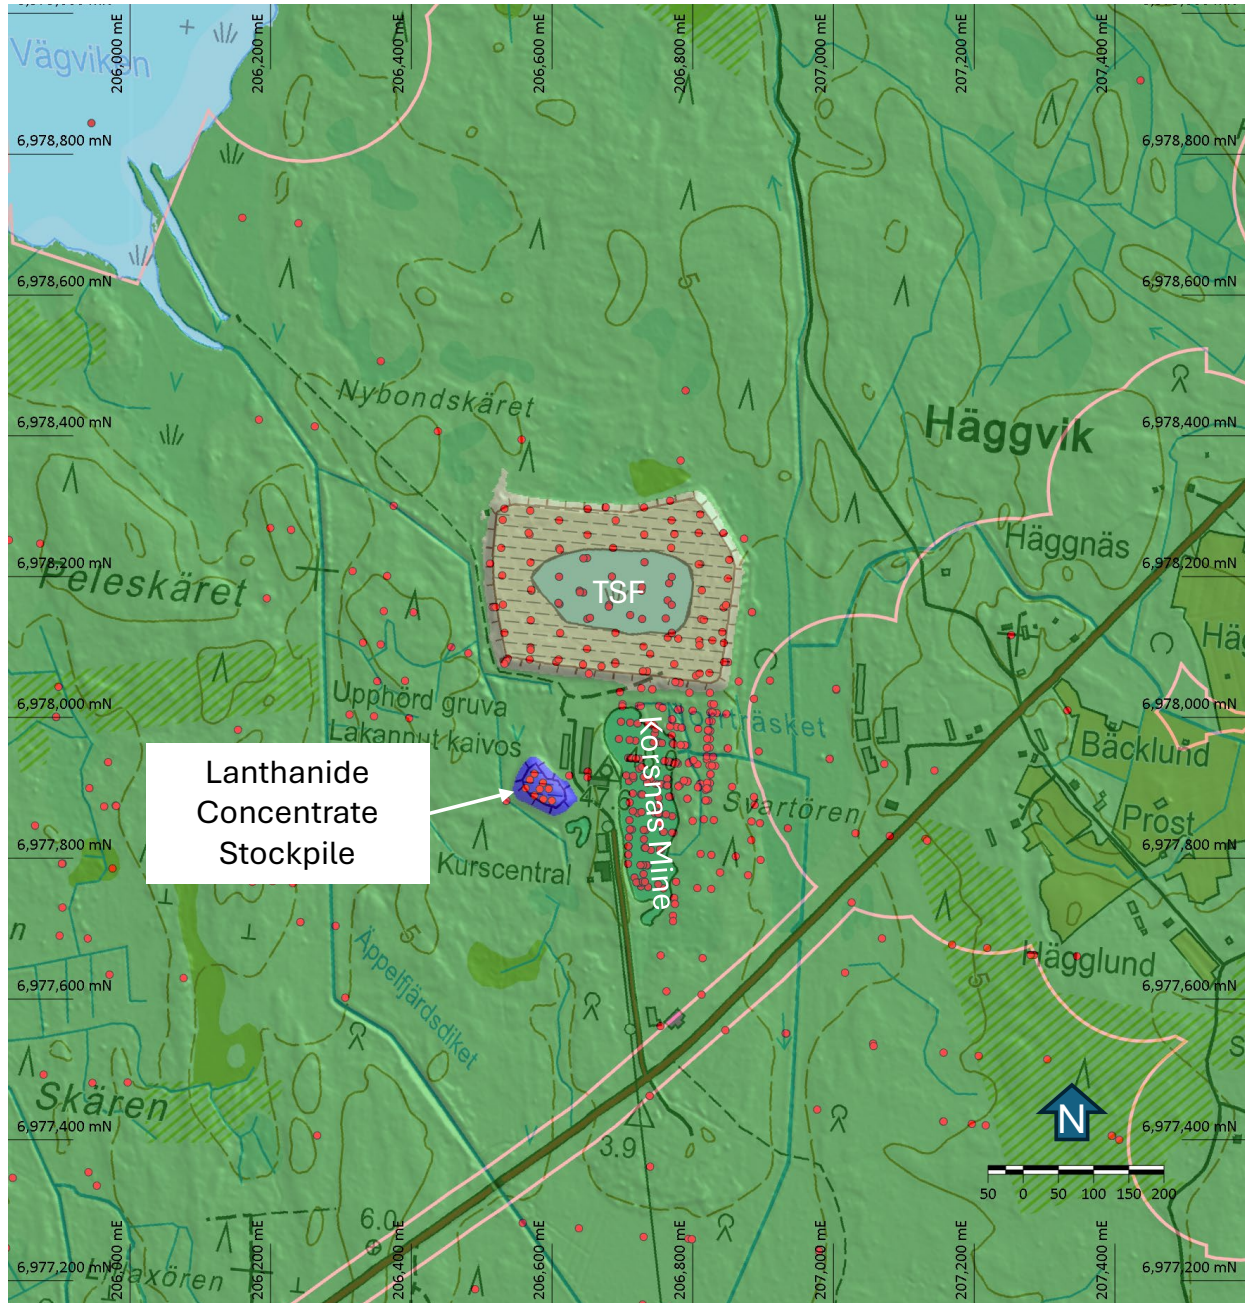 206,000 mE
206,200 mE
206,400 mE
206,600 mE
206,800 mE
207,000 mE
207,200 mE
207,400 mE
Vägviken
6,978,800 mN
6,978,800 mN
6,978,600 mN
6,978,600 mN
5
Nybondskäret
6,978,400 mN
Häggvik
6,978,400 mN
Häggnäs
6,978,200 mN
6,978,200 mN
Peleskäret
TSF
Upphörd gruva
6,978,000 mN
6,978,000 mN
Lakannut kaivos
Bäcklund
Korsnas Mine
Lanthanide
Concentrate
Stockpile
Svartören
Prost
6,977,800 mN
6,977,800 mN
Kurscentral
5
Äppelfjärdsdiket
Hägglund
5
6,977,600 mN
6,977,600 mN
Skären
N
6,977,400 mN
6,977,400 mN
3.9
50 0 50 100 150 200
6.0
6,977,200 mN
6,977,200 mN
206,000 mE
206,200 mE
206,400 mE
206,600 mE
206,800 mE
207,000 mE
207,200 mE
207,400 mE